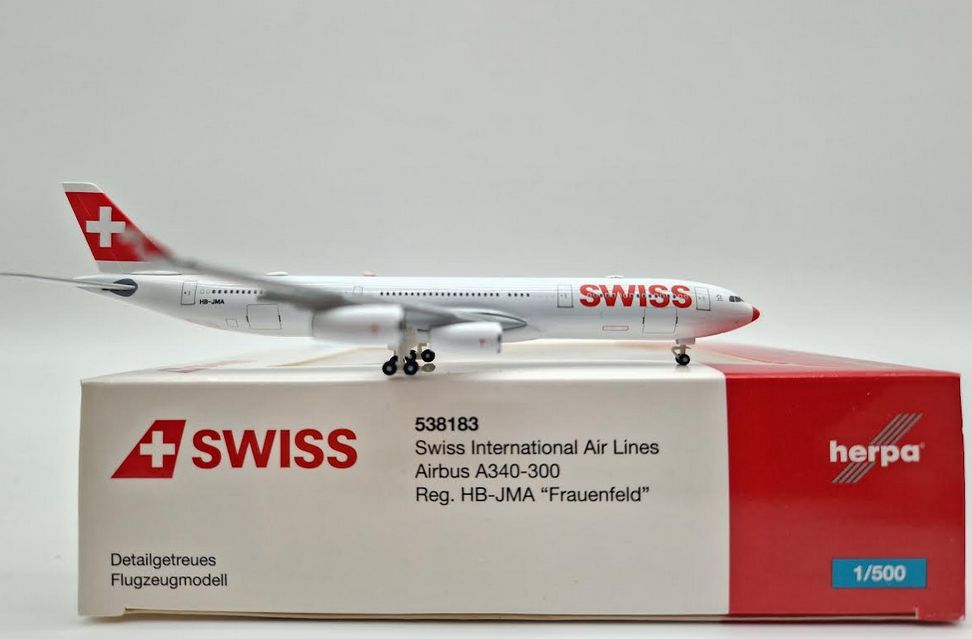 SWISS
HB-JMA
SWISS
538183
Swiss International Air Lines
Airbus A340-300
Reg. HB-JMA “Frauenfeld”
herpa®
Detailgetreues
Flugzeugmodell
1/500